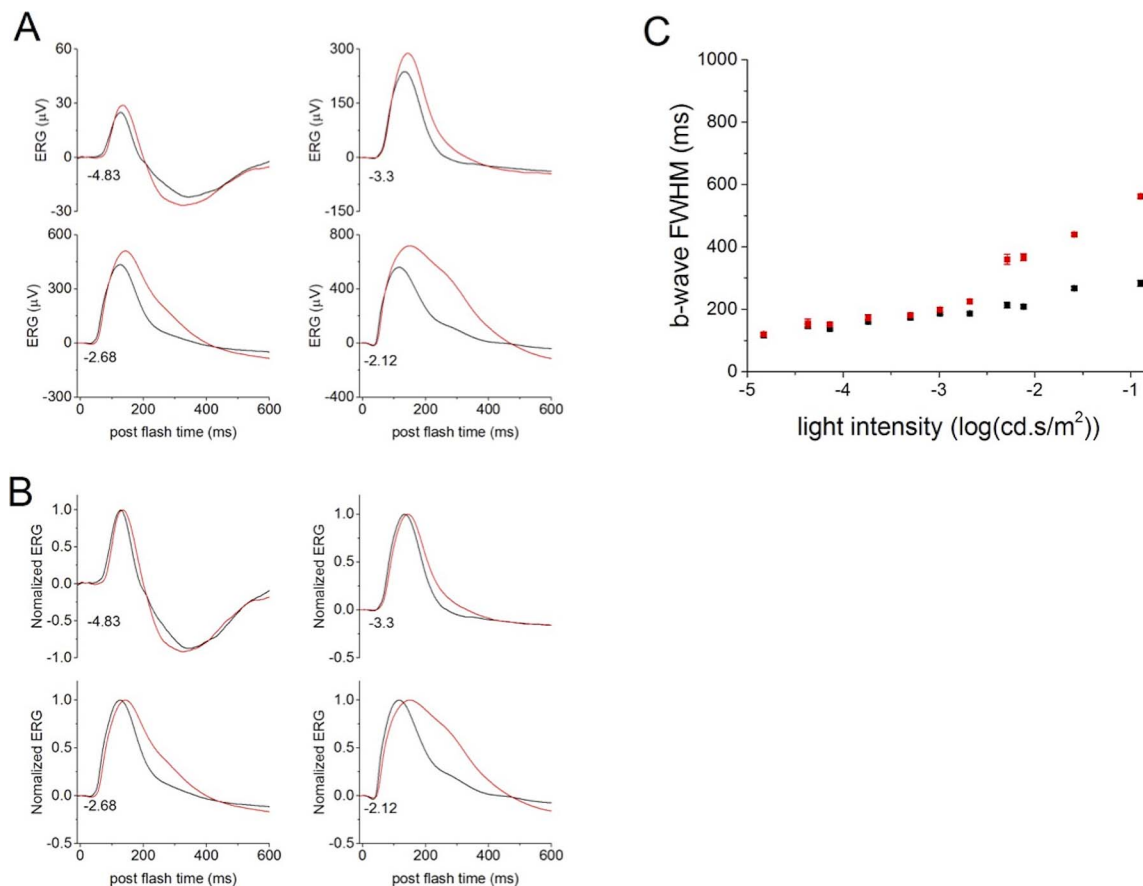 A
C
60
30
0
-30
ERG (µV)
-4.83
300
150
0
-150
ERG (µV)
-3.3
600
300
0
-300
ERG (µV)
-2.68
0 200 400 600
post flash time (ms)
800
400
0
-400
ERG (µV)
-2.12
0 200 400 600
post flash time (ms)
1000
800
600
400
200
0
b-wave FWHM (ms)
-5 -4 -3 -2 -1
light intensity (log(cd.s/m²))
B
1.0
0.5
0.0
-0.5
-1.0
Nomalized ERG
-4.83
1.0
0.5
0.0
-0.5
Nomalized ERG
-3.3
1.0
0.5
0.0
-0.5
Nomalized ERG
-2.68
0 200 400 600
post flash time (ms)
1.0
0.5
0.0
-0.5
Nomalized ERG
-2.12
0 200 400 600
post flash time (ms)